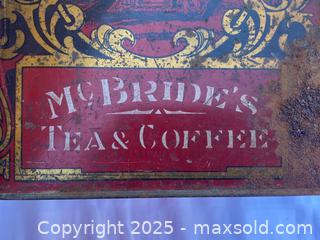 McBRIDE'S
TEA & COFFEE
Copyright 2025 - maxsold.com